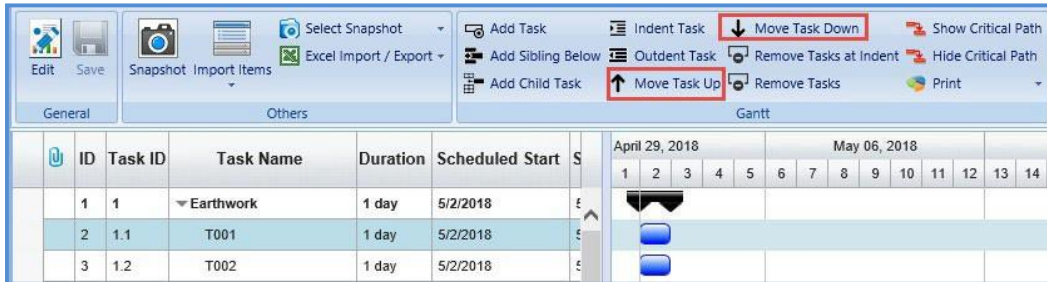 Select Snapshot
Excel Import / Export
Edit
Save
Snapshot
Import Items
General
Others
Add Task
Add Sibling Below
Add Child Task
Indent Task
Outdent Task
Move Task Up
Move Task Down
Remove Tasks at Indent
Remove Tasks
Show Critical Path
Hide Critical Path
Print
Gantt
ID Task ID Task Name Duration Scheduled Start S
April 29, 2018 May 06, 2018
1 2 3 4 5 6 7 8 9 10 11 12 13 14
1 1 Earthwork 1 day 5/2/2018
2 1.1 T001 1 day 5/2/2018
3 1.2 T002 1 day 5/2/2018